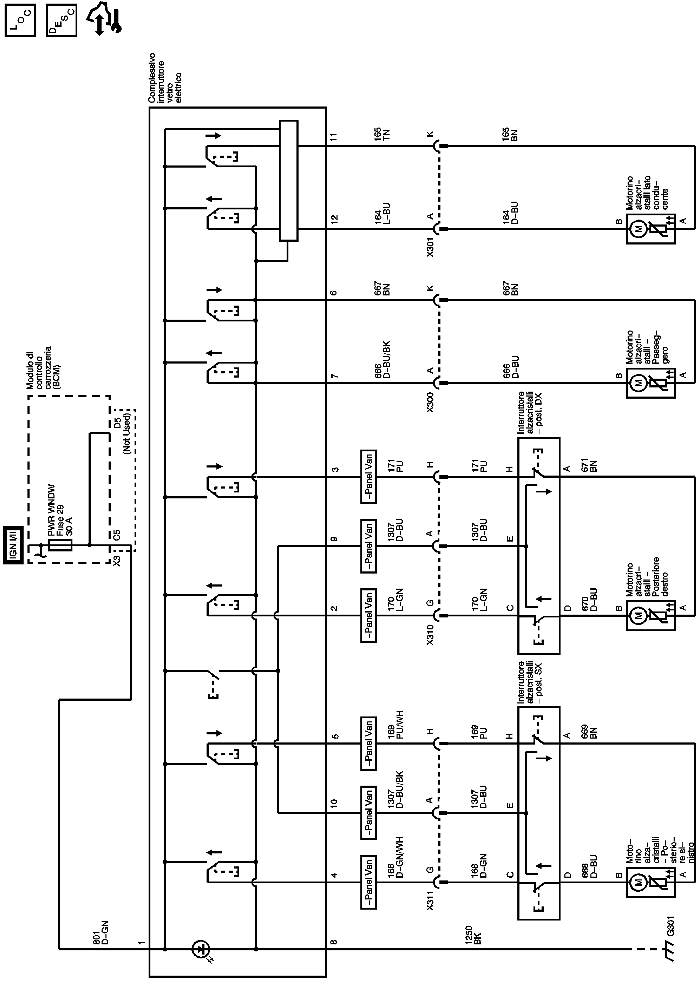 LOC
DESC
IGN I/II
Modulo di
controllo
carrozzeria
(BCM)
PWR WNDW
Fuse 29
30 A
X3
C5
D5
(Not Used)
801
D-GN
Complessivo
interruttore
vetro
elettrico
1
8
4
10
5
2
9
3
7
6
12
11
-Panel Van
-Panel Van
-Panel Van
-Panel Van
-Panel Van
-Panel Van
168
D-GN/WH
1307
D-BU/BK
169
PU/WH
170
L-GN
1307
D-BU
171
PU
666
D-BU/BK
667
BN
164
L-BU
165
TN
X311
G
A
H
X310
G
A
H
X300
A
K
X301
A
K
1250
BK
168
D-GN
1307
D-BU
169
PU
170
L-GN
1307
D-BU
171
PU
666
D-BU
667
BN
164
D-BU
165
BN
C
E
H
C
E
H
Interruttore
alzacristalli
- posi. SX
Interruttore
alzacristalli
- posi. DX
D
A
D
A
668
D-BU
669
BN
670
D-BU
671
BN
B
M
A
Moto-
rino
alza-
cristalli
- Po-
sterio-
re si-
nistro
B
M
A
Motorino
alzacri-
stalli -
Posteriore
destro
B
M
A
Motorino
alzacri-
stalli -
Passeg-
gero
B
M
A
Motorino
alzacri-
stalli lato
condu-
cente
G301